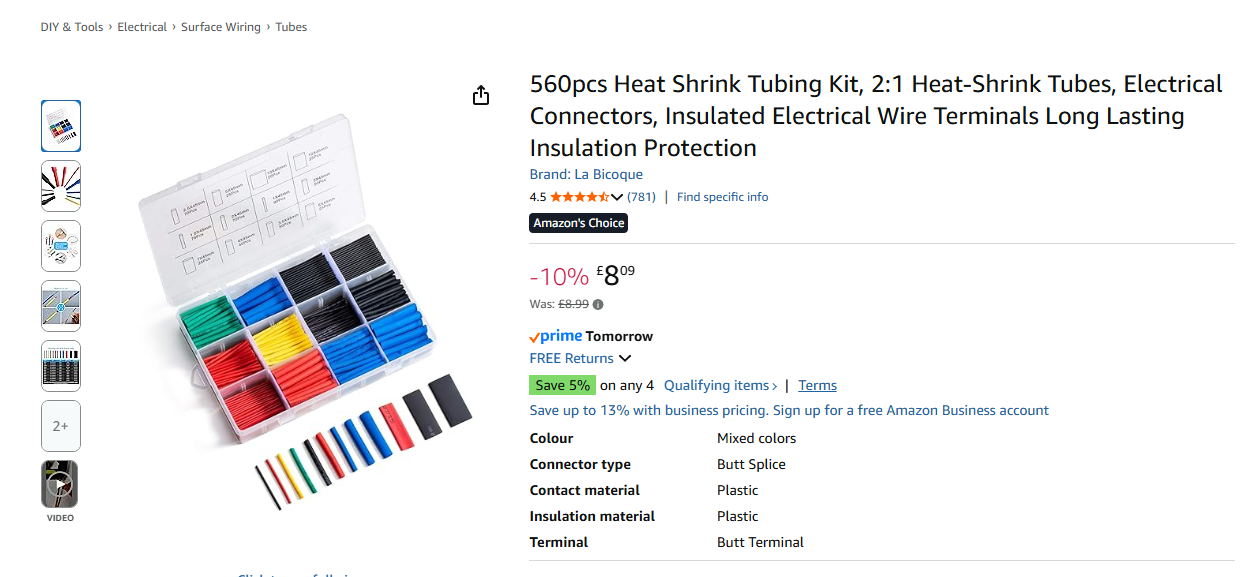 DIY & Tools › Electrical › Surface Wiring › Tubes
560pcs Heat Shrink Tubing Kit, 2:1 Heat-Shrink Tubes, Electrical
Connectors, Insulated Electrical Wire Terminals Long Lasting
Insulation Protection
Brand: La Bicoque
4.5 (781) | Find specific info
Amazon's Choice
-10% £809
Was: £8.99
prime Tomorrow
FREE Returns
Save 5% on any 4 Qualifying items › | Terms
Save up to 13% with business pricing. Sign up for a free Amazon Business account
Colour Mixed colors
Connector type Butt Splice
Contact material Plastic
Insulation material Plastic
Terminal Butt Terminal
2+
VIDEO